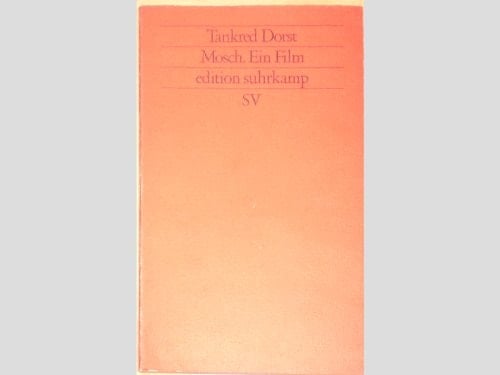 Tankred Dorst
Mosch. Ein Film
edition suhrkamp
SV